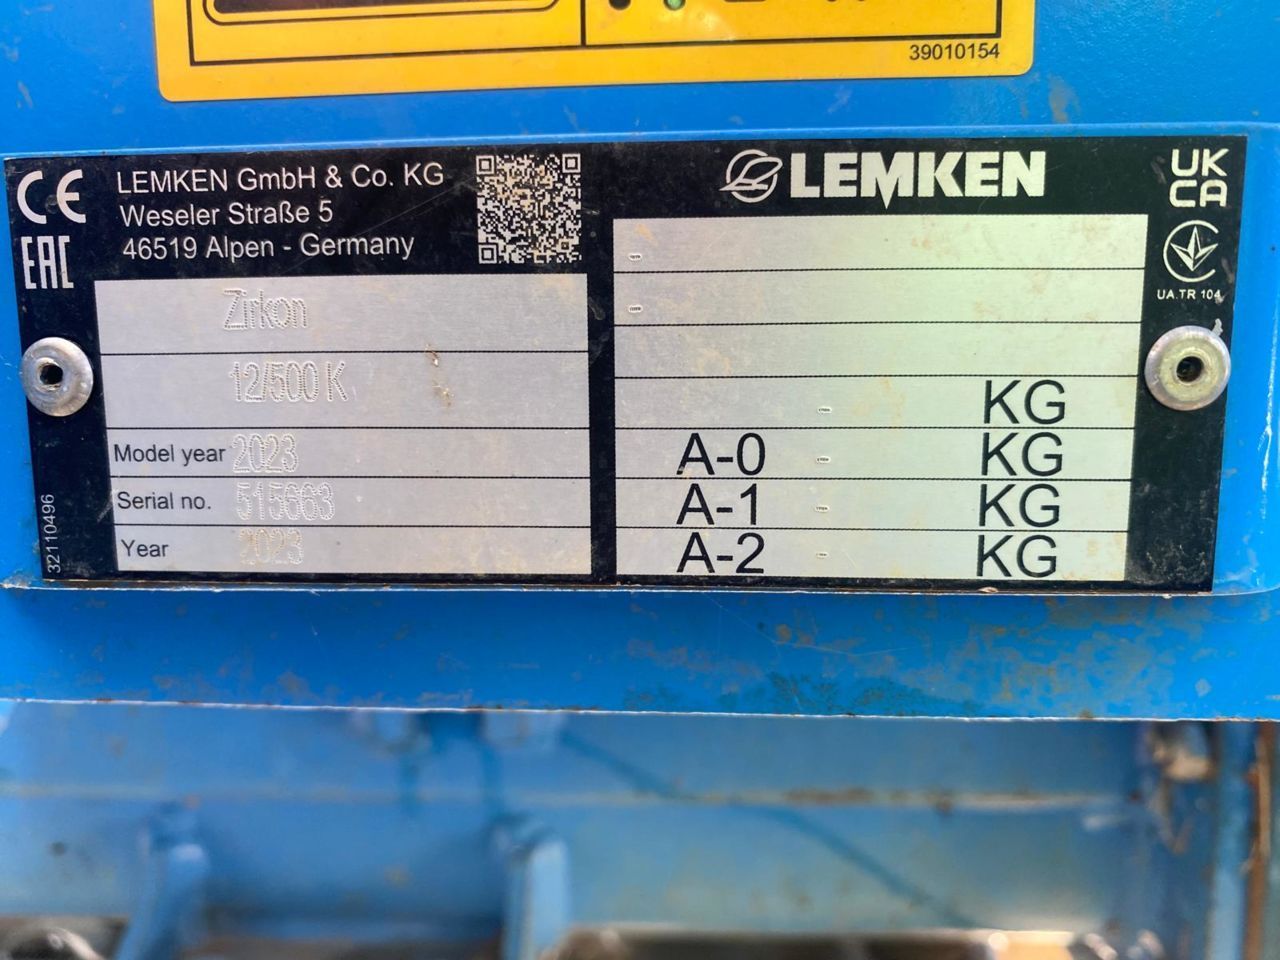 39010154
CE
EAC
LEMKEN GmbH & Co. KG
Weseler Straße 5
46519 Alpen - Germany
LEMKEN
UK
CA
UA.TR 104
Zirkon
12/500 K
Model year 2023
Serial no. 515663
Year 2023
32110496
-
-
- KG
A-0 - KG
A-1 - KG
A-2 - KG